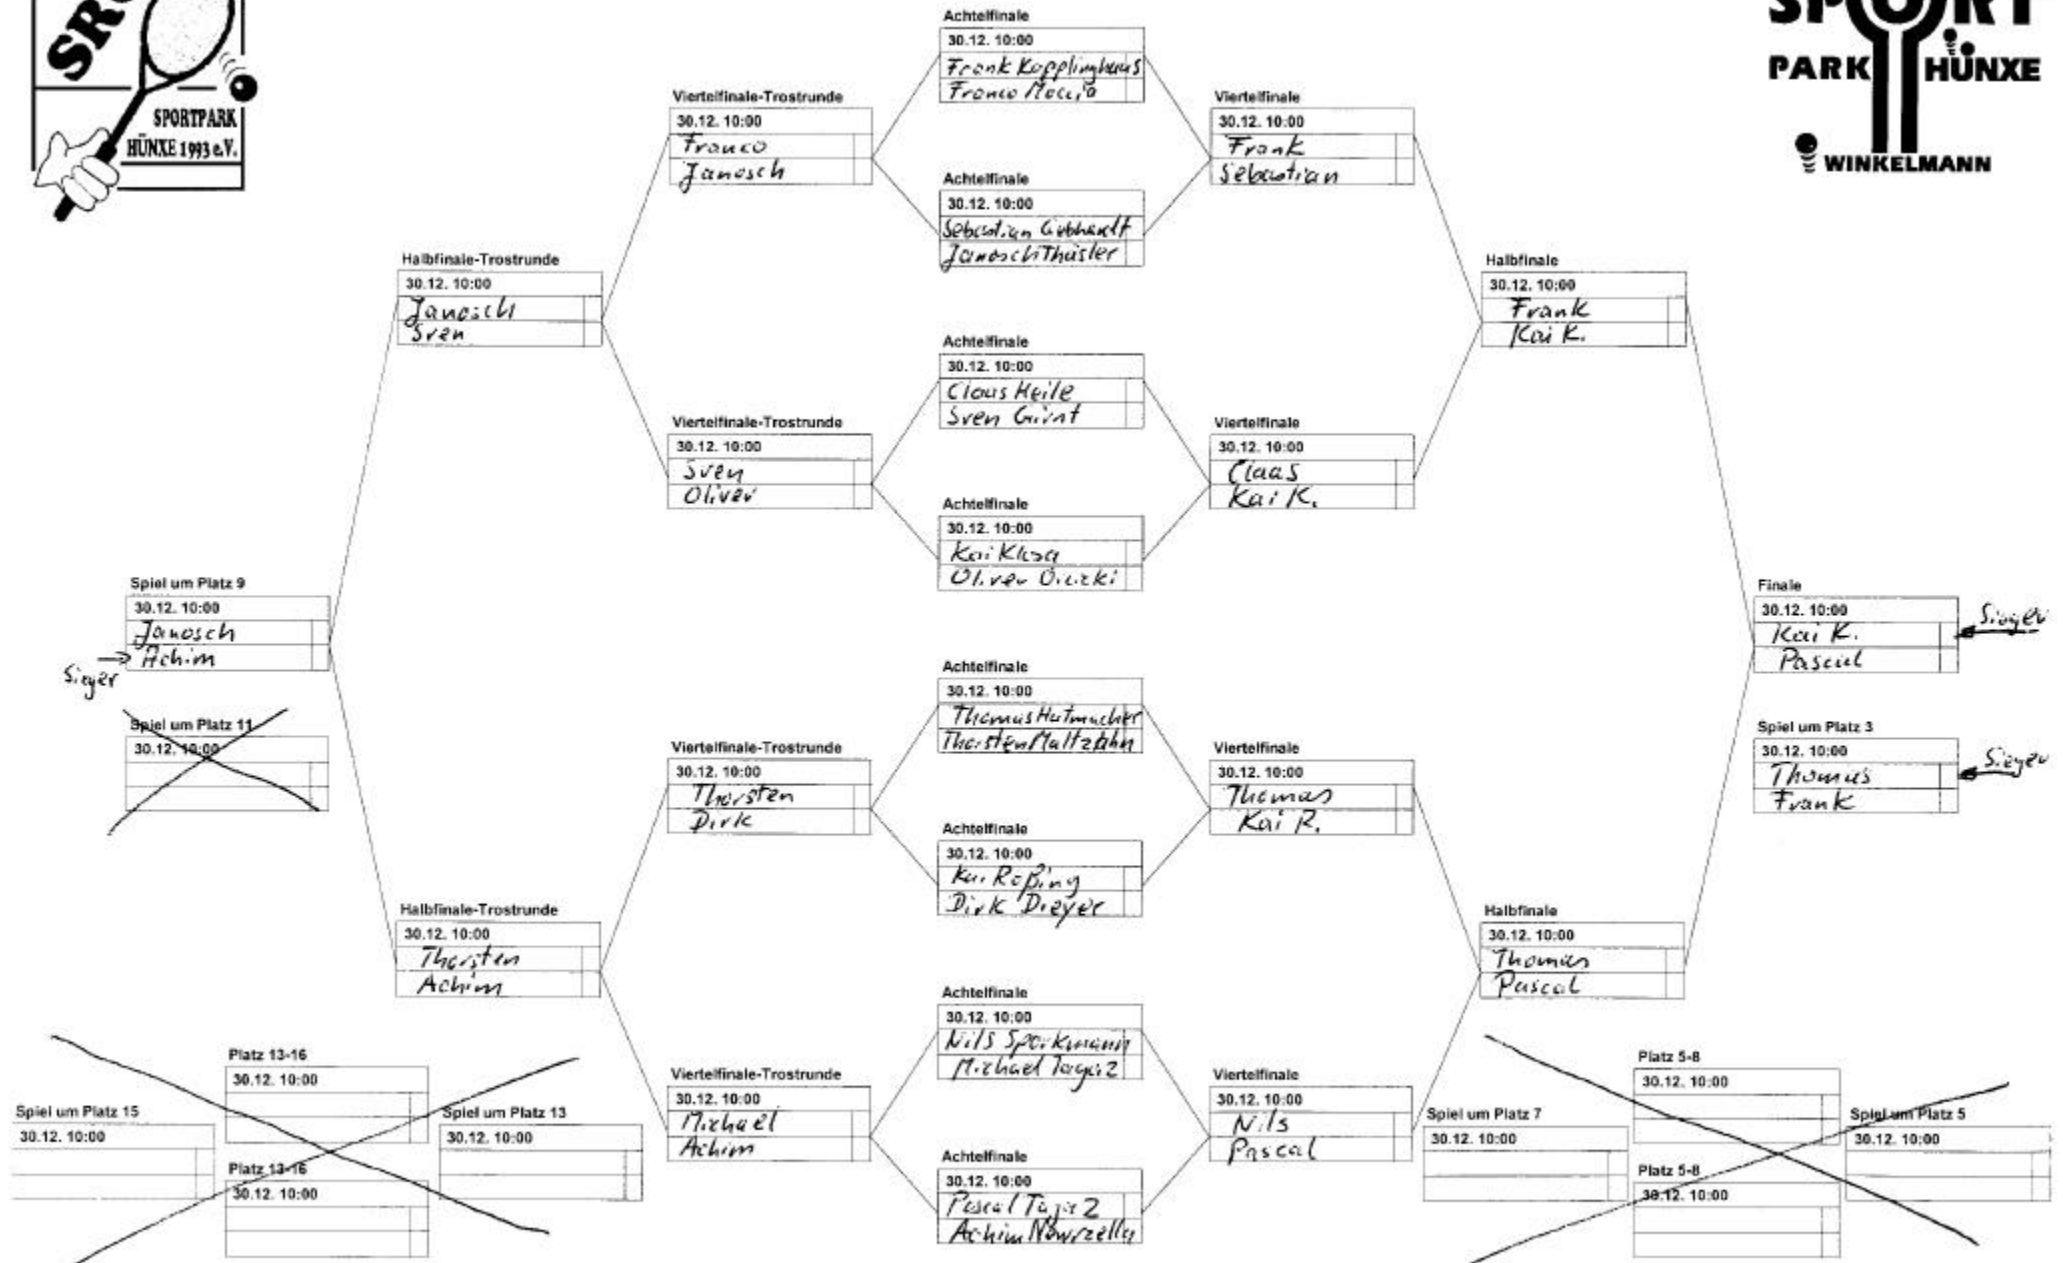 SPORTPARK
HÜNXE 1993 e.V.
SPORT
PARK HÜNXE
WINKELMANN
Achtelfinale
30.12. 10:00
Frank
Franco
Achtelfinale
30.12. 10:00
Sebastian
Janosch Thüsler
Achtelfinale
30.12. 10:00
Claus Heile
Sven
Achtelfinale
30.12. 10:00
Kai
Oliver
Achtelfinale
30.12. 10:00
Thomas Hutmacher
Thorsten Maltzahn
Achtelfinale
30.12. 10:00
Kai Roßing
Dirk Dreyer
Achtelfinale
30.12. 10:00
Nils
Michael
Achtelfinale
30.12. 10:00
Pascal
Achim
Viertelfinale-Trostrunde
30.12. 10:00
Franco
Janosch
Viertelfinale-Trostrunde
30.12. 10:00
Sven
Oliver
Viertelfinale-Trostrunde
30.12. 10:00
Thorsten
Dirk
Viertelfinale-Trostrunde
30.12. 10:00
Michael
Achim
Halbfinale-Trostrunde
30.12. 10:00
Janosch
Sven
Halbfinale-Trostrunde
30.12. 10:00
Thorsten
Achim
Spiel um Platz 9
30.12. 10:00
Janosch
Achim
Sieger
Spiel um Platz 11
30.12. 10:00
Viertelfinale
30.12. 10:00
Frank
Sebastian
Viertelfinale
30.12. 10:00
Claas
Kai K.
Viertelfinale
30.12. 10:00
Thomas
Kai R.
Viertelfinale
30.12. 10:00
Nils
Pascal
Halbfinale
30.12. 10:00
Frank
Kai K.
Halbfinale
30.12. 10:00
Thomas
Pascal
Finale
30.12. 10:00
Kai K.
Pascal
Sieger
Spiel um Platz 3
30.12. 10:00
Thomas
Frank
Sieger
Platz 13-16
30.12. 10:00
Spiel um Platz 15
30.12. 10:00
Spiel um Platz 13
30.12. 10:00
Platz 13-16
30.12. 10:00
Platz 5-8
30.12. 10:00
Spiel um Platz 7
30.12. 10:00
Spiel um Platz 5
30.12. 10:00
Platz 5-8
30.12. 10:00